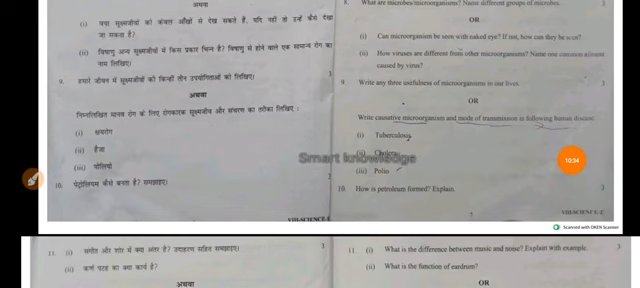 अथवा
(i) क्या सूक्ष्मजीवों को केवल आँखों से देख सकते हैं, यदि नहीं तो उन्हें कैसे देखा
जा सकता है?
(ii) विषाणु अन्य सूक्ष्मजीवों में किस प्रकार भिन्न है? विषाणु से होने वाले एक सामान्य रोग का
नाम लिखिए।
9. हमारे जीवन में सूक्ष्मजीवों की किन्हीं तीन उपयोगिताओं को लिखिए। 3
अथवा
निम्नलिखित मानव रोग के लिए रोगकारक सूक्ष्मजीव और संचरण का तरीका लिखिए :
(i) क्षयरोग
(ii) हैजा
(iii) पोलियो
10. पेट्रोलियम कैसे बनता है? समझाइए।
VIII-SCIENCE-E
8. What are microbes/microorganisms? Name different groups of microbes. 3
OR
(i) Can microorganism be seen with naked eye? If not, how can they be seen?
(ii) How viruses are different from other microorganisms? Name one common ailment
caused by virus?
9. Write any three usefulness of microorganisms in our lives. 3
OR
Write causative microorganism and mode of transmission in following human disease
(i) Tuberculosis
(ii) Cholera
(iii) Polio
10. How is petroleum formed? Explain. 3
VIII-SCIENCE-E
Smart knowledge
10:34
Scanned with OKEN Scanner
11. (i) संगीत और शोर में क्या अंतर है? उदाहरण सहित समझाइए। 3
(ii) कर्ण पटह का क्या कार्य है?
अथवा
11. (i) What is the difference between music and noise? Explain with example. 3
(ii) What is the function of eardrum?
OR